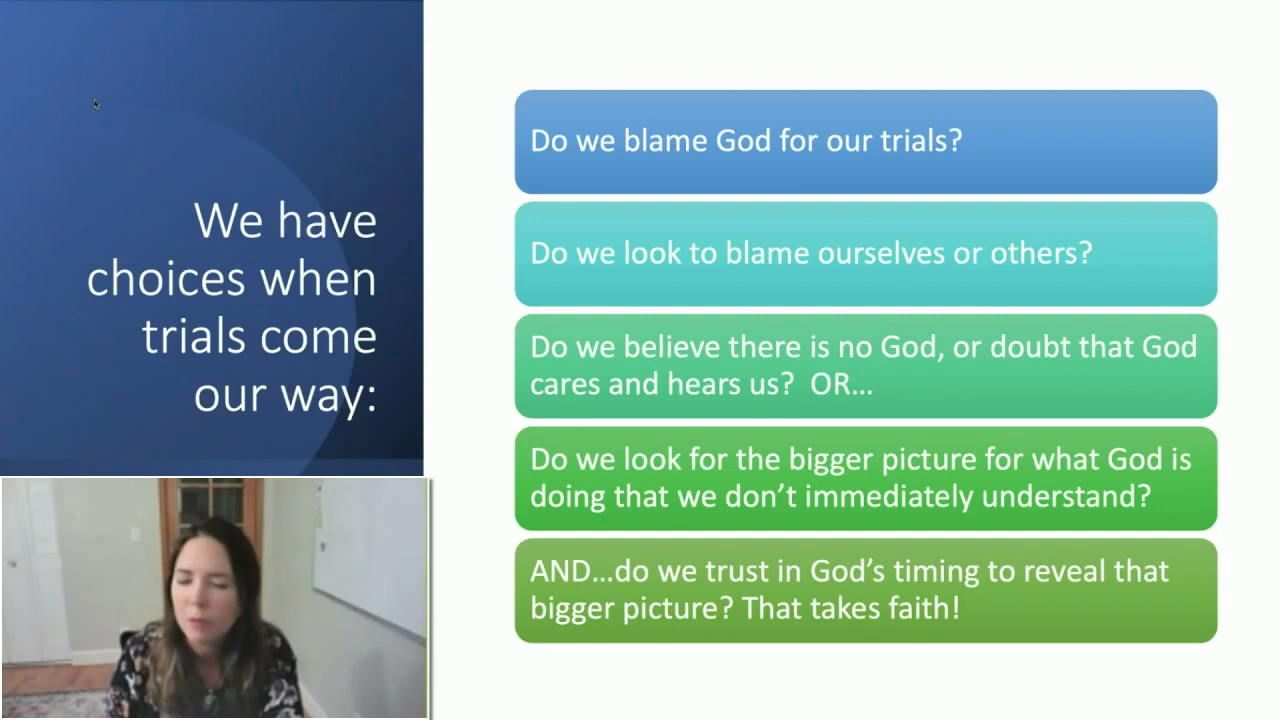 We have
choices when
trials come
our way:
Do we blame God for our trials?
Do we look to blame ourselves or others?
Do we believe there is no God, or doubt that God
cares and hears us?  OR…
Do we look for the bigger picture for what God is
doing that we don’t immediately understand?
AND…do we trust in God’s timing to reveal that
bigger picture? That takes faith!